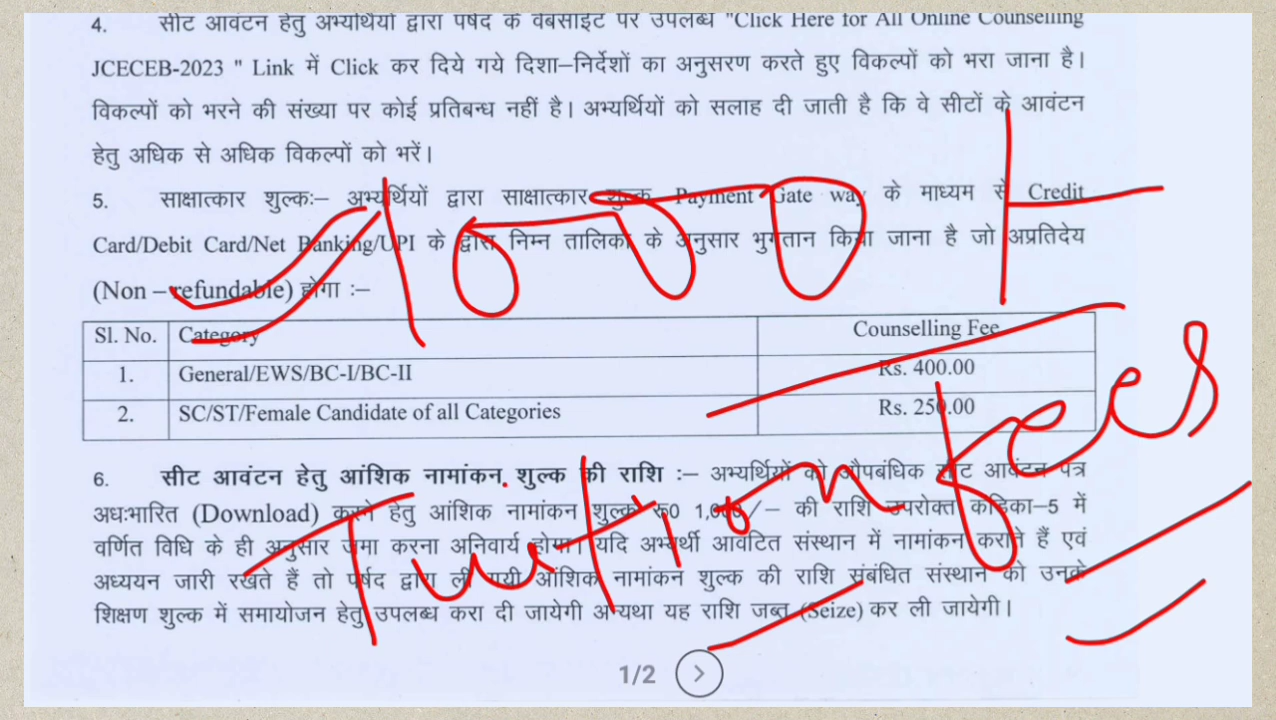 4. सीट आवंटन हेतु अभ्यर्थियों द्वारा पर्षद के वेबसाईट पर उपलब्ध "Click Here for All Online Counselling
JCECEB-2023 " Link में Click कर दिये गये दिशा–निर्देशों का अनुसरण करते हुए विकल्पों को भरा जाना है।
विकल्पों को भरने की संख्या पर कोई प्रतिबन्ध नहीं है। अभ्यर्थियों को सलाह दी जाती है कि वे सीटों के आवंटन
हेतु अधिक से अधिक विकल्पों को भरें।
5. साक्षात्कार शुल्कः– अभ्यर्थियों द्वारा साक्षात्कार शुल्क Payment Gate way के माध्यम से Credit
Card/Debit Card/Net Banking/UPI के द्वारा निम्न तालिका के अनुसार भुगतान किया जाना है जो अप्रतिदेय
(Non – refundable) होगा :–
1000
Sl. No. Category Counselling Fee
1. General/EWS/BC-I/BC-II Rs. 400.00
2. SC/ST/Female Candidate of all Categories Rs. 250.00
6. सीट आवंटन हेतु आंशिक नामांकन शुल्क की राशि :– अभ्यर्थियों को औपबंधिक सीट आवंटन पत्र
अधःभारित (Download) करने हेतु आंशिक नामांकन शुल्क रू0 1,000/– की राशि उपरोक्त कंडिका–5 में
वर्णित विधि के ही अनुसार जमा करना अनिवार्य होगा। यदि अभ्यर्थी आवंटित संस्थान में नामांकन कराते हैं एवं
अध्ययन जारी रखते हैं तो पर्षद द्वारा ली गयी आंशिक नामांकन शुल्क की राशि संबंधित संस्थान को उनके
शिक्षण शुल्क में समायोजन हेतु उपलब्ध करा दी जायेगी अन्यथा यह राशि जब्त (Seize) कर ली जायेगी।
Tuition fees
1/2